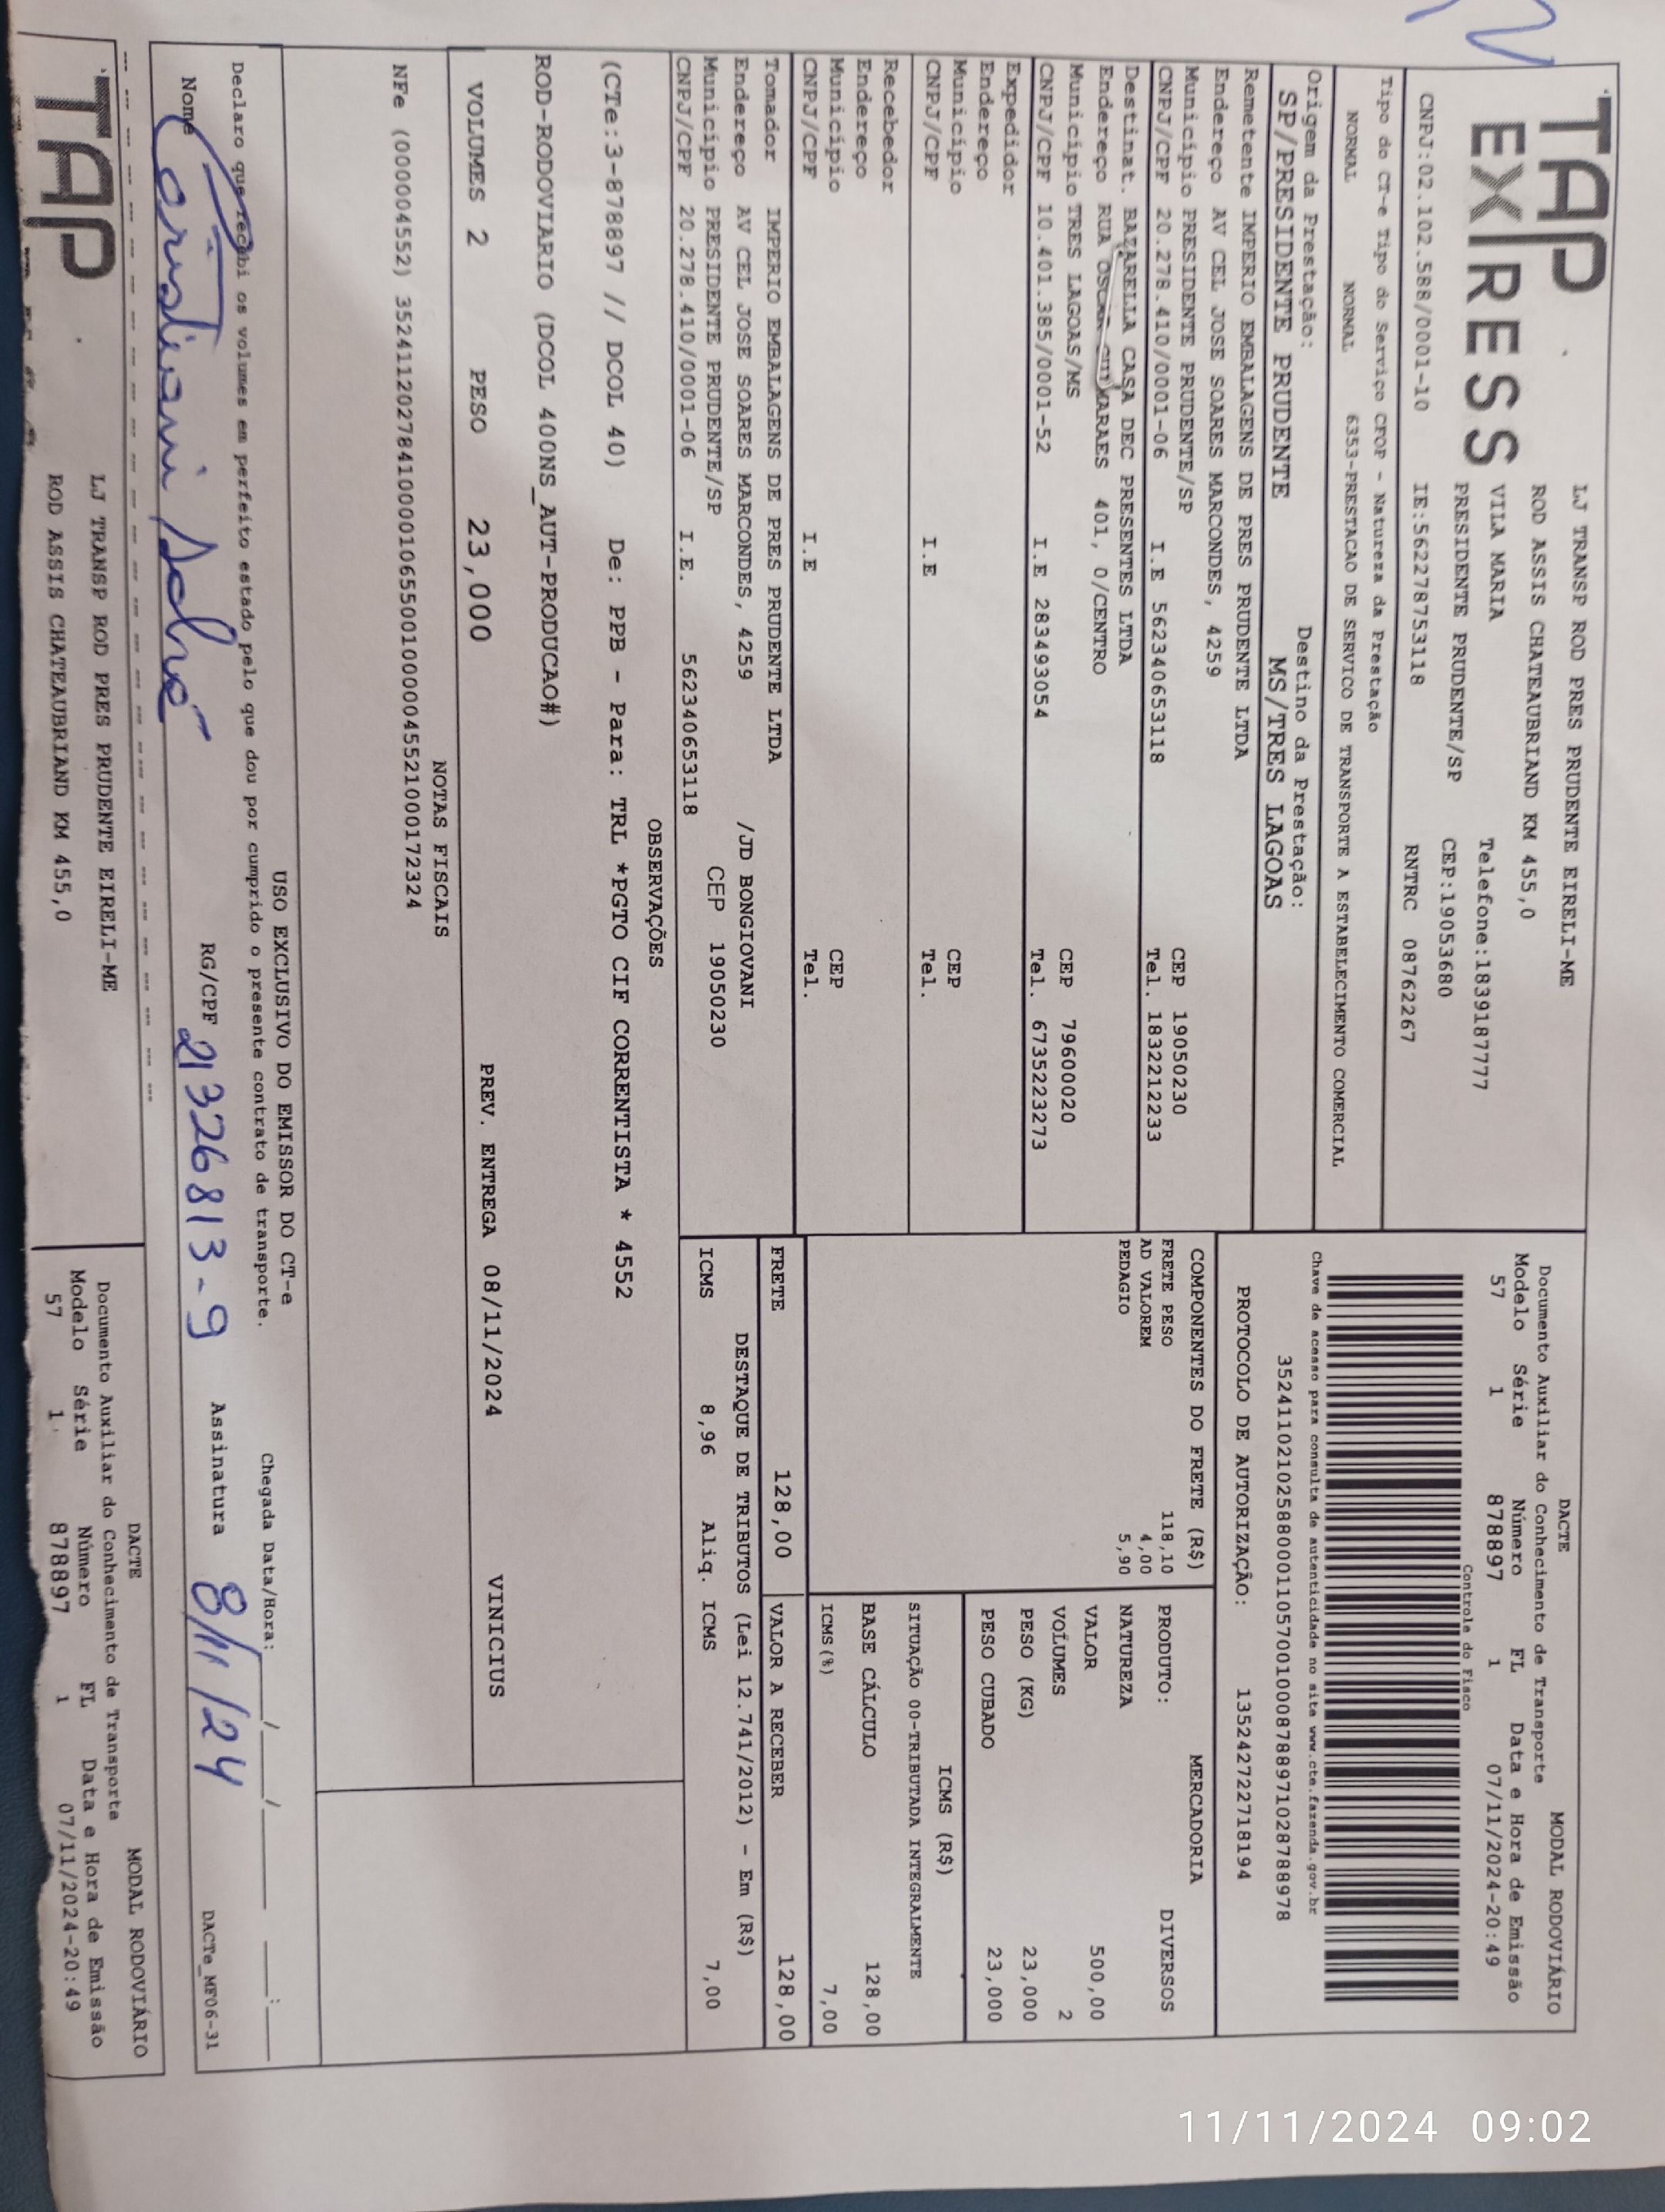 TAP
EXPRESS
LJ TRANSP ROD PRES PRUDENTE EIRELI-ME
ROD ASSIS CHATEAUBRIAND KM 455,0
VILA MARIA Telefone:1839187777
PRESIDENTE PRUDENTE/SP CEP:19053680
CNPJ:02.102.588/0001-10 IE:562278753118 RNTRC 08762267
Tipo do CT-e Tipo do Serviço CFOP - Natureza da Prestação
NORMAL NORMAL 6353-PRESTACAO DE SERVICO DE TRANSPORTE A ESTABELECIMENTO COMERCIAL
Origem da Prestação: Destino da Prestação:
SP/PRESIDENTE PRUDENTE MS/TRES LAGOAS
Remetente IMPERIO EMBALAGENS DE PRES PRUDENTE LTDA
Endereço AV CEL JOSE SOARES MARCONDES, 4259
Município PRESIDENTE PRUDENTE/SP CEP 19050230
CNPJ/CPF 20.278.410/0001-06 I.E 562340653118 Tel. 1832212233
Destinat. BAZARELLA CASA DEC PRESENTES LTDA
Endereço RUA OSCAR GUIMARAES 401, 0/CENTRO
Município TRES LAGOAS/MS CEP 79600020
CNPJ/CPF 10.401.385/0001-52 I.E 283493054 Tel. 6735223273
Expedidor
Endereço
Município CEP
CNPJ/CPF I.E Tel.
Recebedor
Endereço
Município CEP
CNPJ/CPF I.E Tel.
Tomador IMPERIO EMBALAGENS DE PRES PRUDENTE LTDA
Endereço AV CEL JOSE SOARES MARCONDES, 4259 /JD BONGIOVANI
Município PRESIDENTE PRUDENTE/SP CEP 19050230
CNPJ/CPF 20.278.410/0001-06 I.E. 562340653118
DACTE MODAL RODOVIÁRIO
Documento Auxiliar do Conhecimento de Transporte
Modelo Série Número FL Data e Hora de Emissão
57 1 878897 1 07/11/2024-20:49
Controle do Fisco
Chave de acesso para consulta de autenticidade no site www.cte.fazenda.gov.br
35241102102588000110570010008788971028788978
PROTOCOLO DE AUTORIZAÇÃO: 135242722718194
COMPONENTES DO FRETE (R$)
FRETE PESO 118,10
AD VALOREM 4,00
PEDAGIO 5,90
MERCADORIA
PRODUTO: DIVERSOS
NATUREZA
VALOR 500,00
VOLUMES 2
PESO (KG) 23,000
PESO CUBADO 23,000
ICMS (R$)
SITUAÇÃO 00-TRIBUTADA INTEGRALMENTE
BASE CÁLCULO 128,00
ICMS(%) 7,00
FRETE 128,00 VALOR A RECEBER 128,00
DESTAQUE DE TRIBUTOS (Lei 12.741/2012) - Em (R$)
ICMS 8,96 Aliq. ICMS 7,00
OBSERVAÇÕES
(CTe:3-878897 // DCOL 40) De: PPB - Para: TRL *PGTO CIF CORRENTISTA * 4552
ROD-RODOVIARIO (DCOL 400NS_AUT-PRODUCAO#)
VOLUMES 2 PESO 23,000 PREV. ENTREGA 08/11/2024 VINICIUS
NOTAS FISCAIS
NFe (000004552) 35241120278410000106550010000045521000172324
USO EXCLUSIVO DO EMISSOR DO CT-e
Declaro que recebi os volumes em perfeito estado pelo que dou por cumprido o presente contrato de transporte. Chegada Data/Hora: ___/___/______ ___:___
Nome RG/CPF 21326813-9 Assinatura 8/11/24 DACTe_MF06-31
TAP
LJ TRANSP ROD PRES PRUDENTE EIRELI-ME
ROD ASSIS CHATEAUBRIAND KM 455,0
DACTE MODAL RODOVIÁRIO
Documento Auxiliar do Conhecimento de Transporte
Modelo Série Número FL Data e Hora de Emissão
57 1 878897 1 07/11/2024-20:49
11/11/2024 09:02